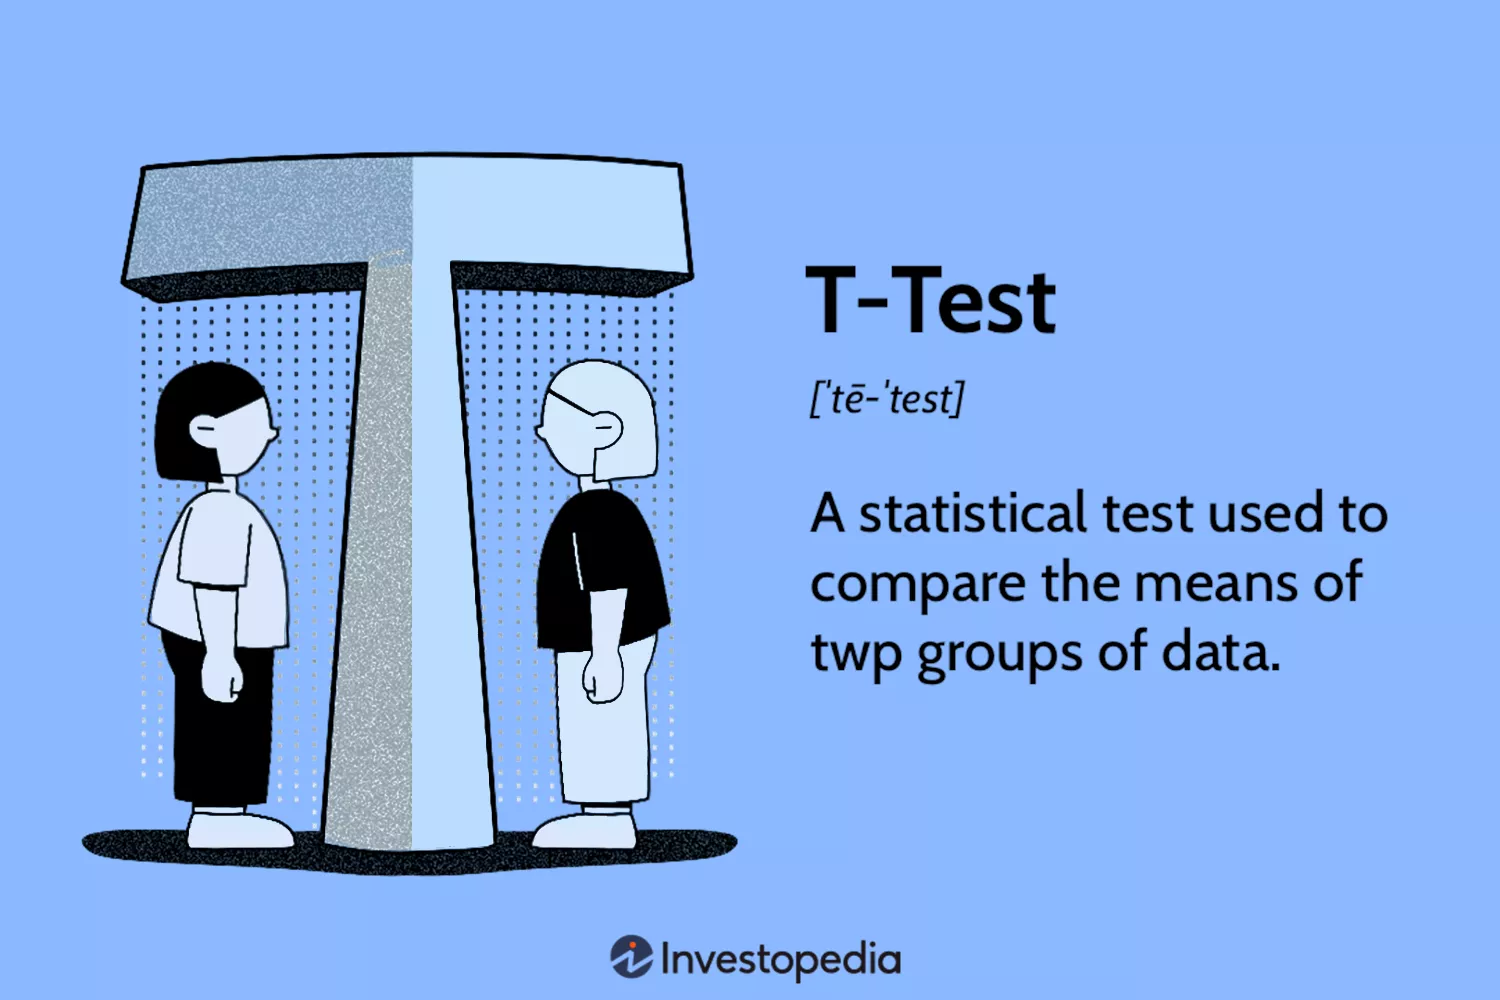 T-Test
[ˈtē-ˈtest]
A statistical test used to
compare the means of
twp groups of data.
Investopedia